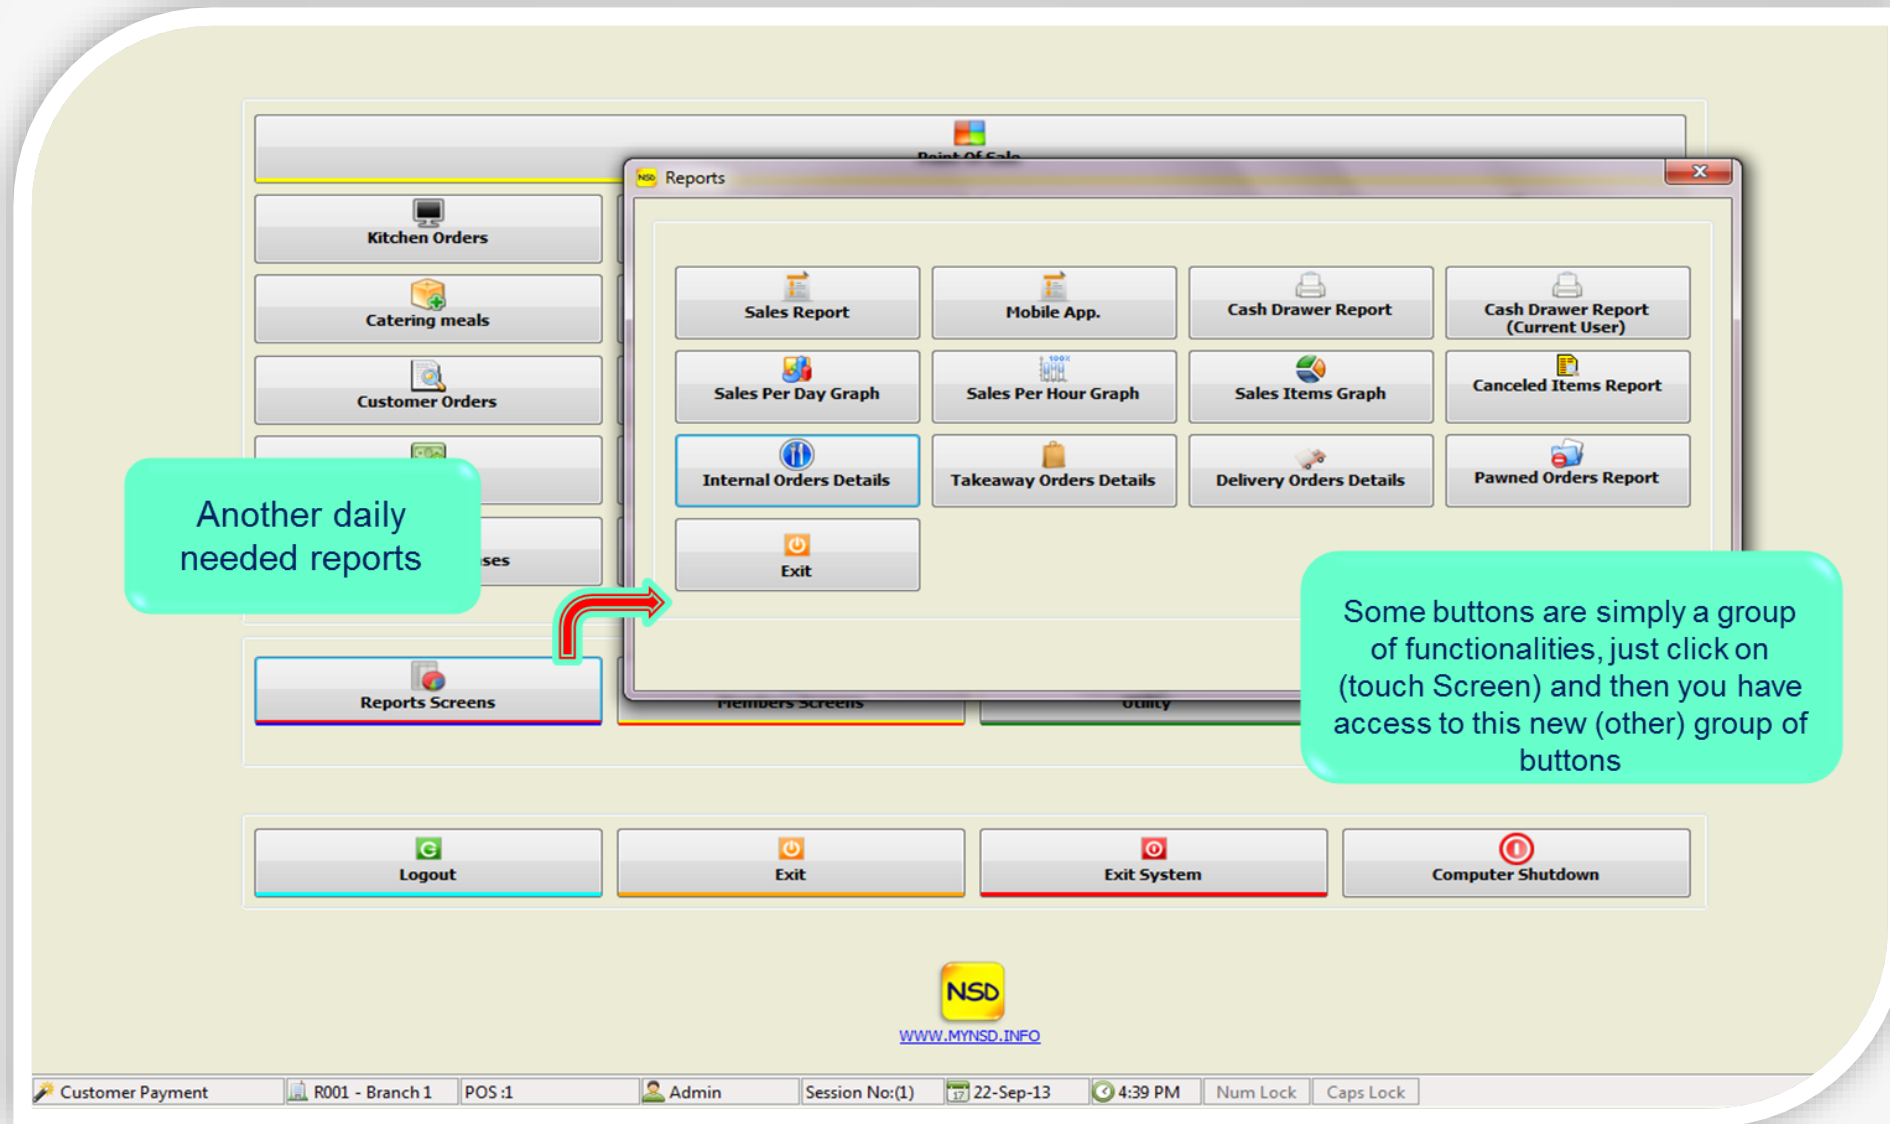 Point Of Sale
NSD Reports
Kitchen Orders
Catering meals
Customer Orders
ses
Sales Report
Mobile App.
Cash Drawer Report
Cash Drawer Report
(Current User)
Sales Per Day Graph
100%
Sales Per Hour Graph
Sales Items Graph
Canceled Items Report
Internal Orders Details
Takeaway Orders Details
Delivery Orders Details
Pawned Orders Report
Exit
Another daily
needed reports
Some buttons are simply a group
of functionalities, just click on
(touch Screen) and then you have
access to this new (other) group of
buttons
Reports Screens
Members Screens
Utility
Logout
Exit
Exit System
Computer Shutdown
NSD
WWW.MYNSD.INFO
Customer Payment
R001 - Branch 1
POS :1
Admin
Session No:(1)
17
22-Sep-13
4:39 PM
Num Lock
Caps Lock